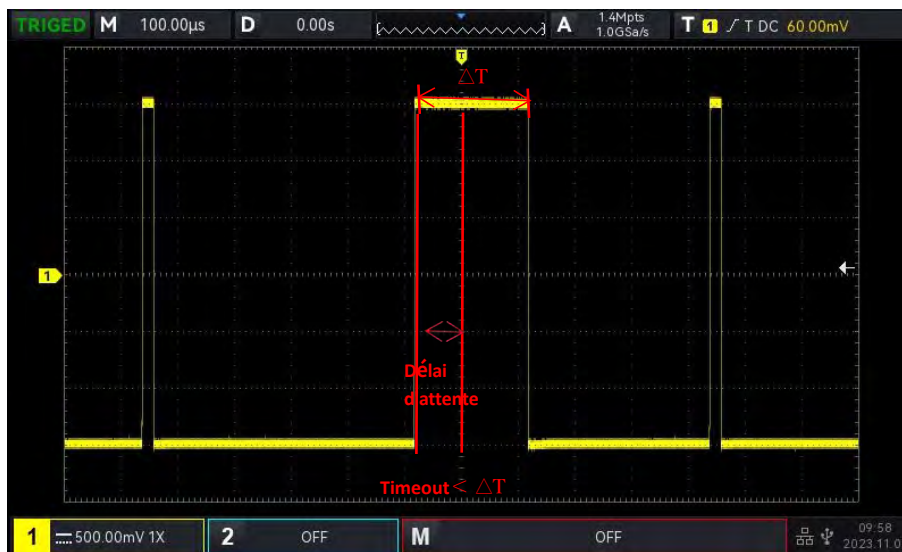 TRIGED M 100.00μs D 0.00s A 1.4Mpts 1.0GSa/s T 1 T DC 60.00mV
T
△T
1
Délai
d'attente
Timeout < △T
1 500.00mV 1X 2 OFF M OFF 09:58
2023.11.0